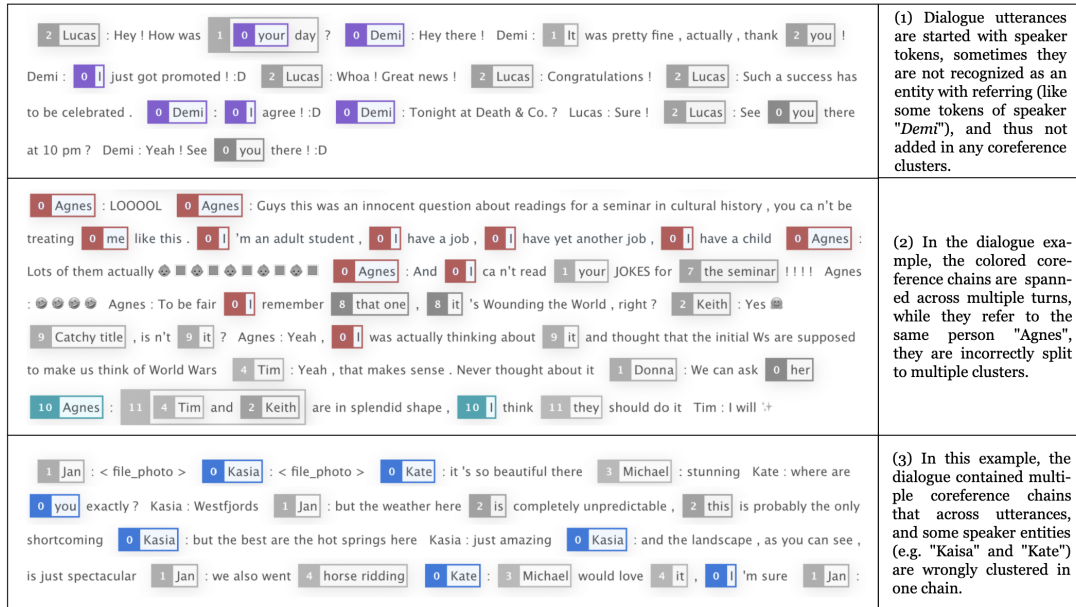 2 Lucas : Hey ! How was 1 0 your day ? 0 Demi : Hey there ! Demi : 1 It was pretty fine , actually , thank 2 you !
Demi : 0 I just got promoted ! :D 2 Lucas : Whoa ! Great news ! 2 Lucas : Congratulations ! 2 Lucas : Such a success has
to be celebrated . 0 Demi : 0 I agree ! :D 0 Demi : Tonight at Death & Co. ? Lucas : Sure ! 2 Lucas : See 0 you there
at 10 pm ? Demi : Yeah ! See 0 you there ! :D
(1) Dialogue utterances
are started with speaker
tokens, sometimes they
are not recognized as an
entity with referring (like
some tokens of speaker
"Demi"), and thus not
added in any coreference
clusters.
0 Agnes : LOOOOL 0 Agnes : Guys this was an innocent question about readings for a seminar in cultural history , you ca n't be
treating 0 me like this . 0 I 'm an adult student , 0 I have a job , 0 I have yet another job , 0 I have a child 0 Agnes :
Lots of them actually 0 Agnes : And 0 I ca n't read 1 your JOKES for 7 the seminar ! ! ! ! Agnes
: Agnes : To be fair 0 I remember 8 that one , 8 it 's Wounding the World , right ? 2 Keith : Yes
9 Catchy title , is n't 9 it ? Agnes : Yeah , 0 I was actually thinking about 9 it and thought that the initial Ws are supposed
to make us think of World Wars 4 Tim : Yeah , that makes sense . Never thought about it 1 Donna : We can ask 0 her
10 Agnes : 11 4 Tim and 2 Keith are in splendid shape , 10 I think 11 they should do it Tim : I will
(2) In the dialogue exa-
mple, the colored core-
ference chains are spann-
ed across multiple turns,
while they refer to the
same person "Agnes",
they are incorrectly split
to multiple clusters.
1 Jan : < file_photo > 0 Kasia : < file_photo > 0 Kate : it 's so beautiful there 3 Michael : stunning Kate : where are
0 you exactly ? Kasia : Westfjords 1 Jan : but the weather here 2 is completely unpredictable , 2 this is probably the only
shortcoming 0 Kasia : but the best are the hot springs here Kasia : just amazing 0 Kasia : and the landscape , as you can see ,
is just spectacular 1 Jan : we also went 4 horse ridding 0 Kate : 3 Michael would love 4 it , 0 I 'm sure 1 Jan :
(3) In this example, the
dialogue contained multi-
ple coreference chains
that across utterances,
and some speaker entities
(e.g. "Kaisa" and "Kate")
are wrongly clustered in
one chain.